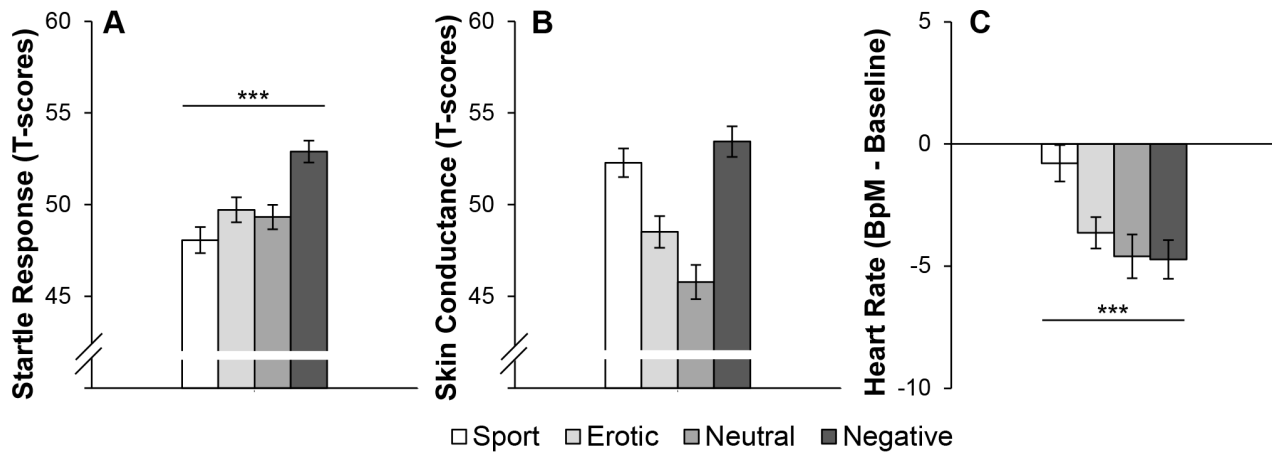 A
Startle Response (T-scores)
60
55
50
45
***
B
Skin Conductance (T-scores)
60
55
50
45
C
Heart Rate (BpM - Baseline)
5
0
-5
-10
***
Sport Erotic Neutral Negative